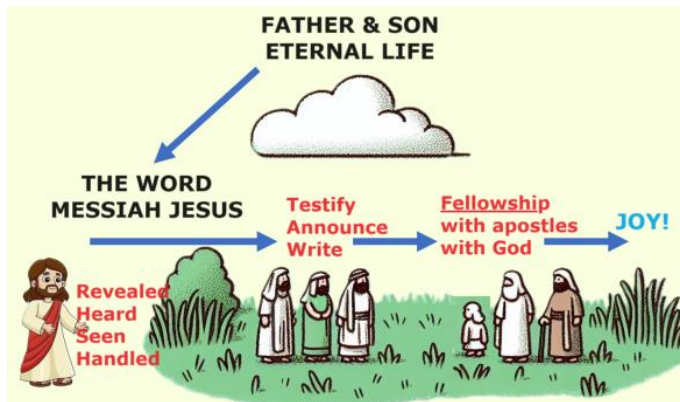 FATHER & SON
ETERNAL LIFE
THE WORD
MESSIAH JESUS
Revealed
Heard
Seen
Handled
Testify
Announce
Write
Fellowship
with apostles
with God
JOY!